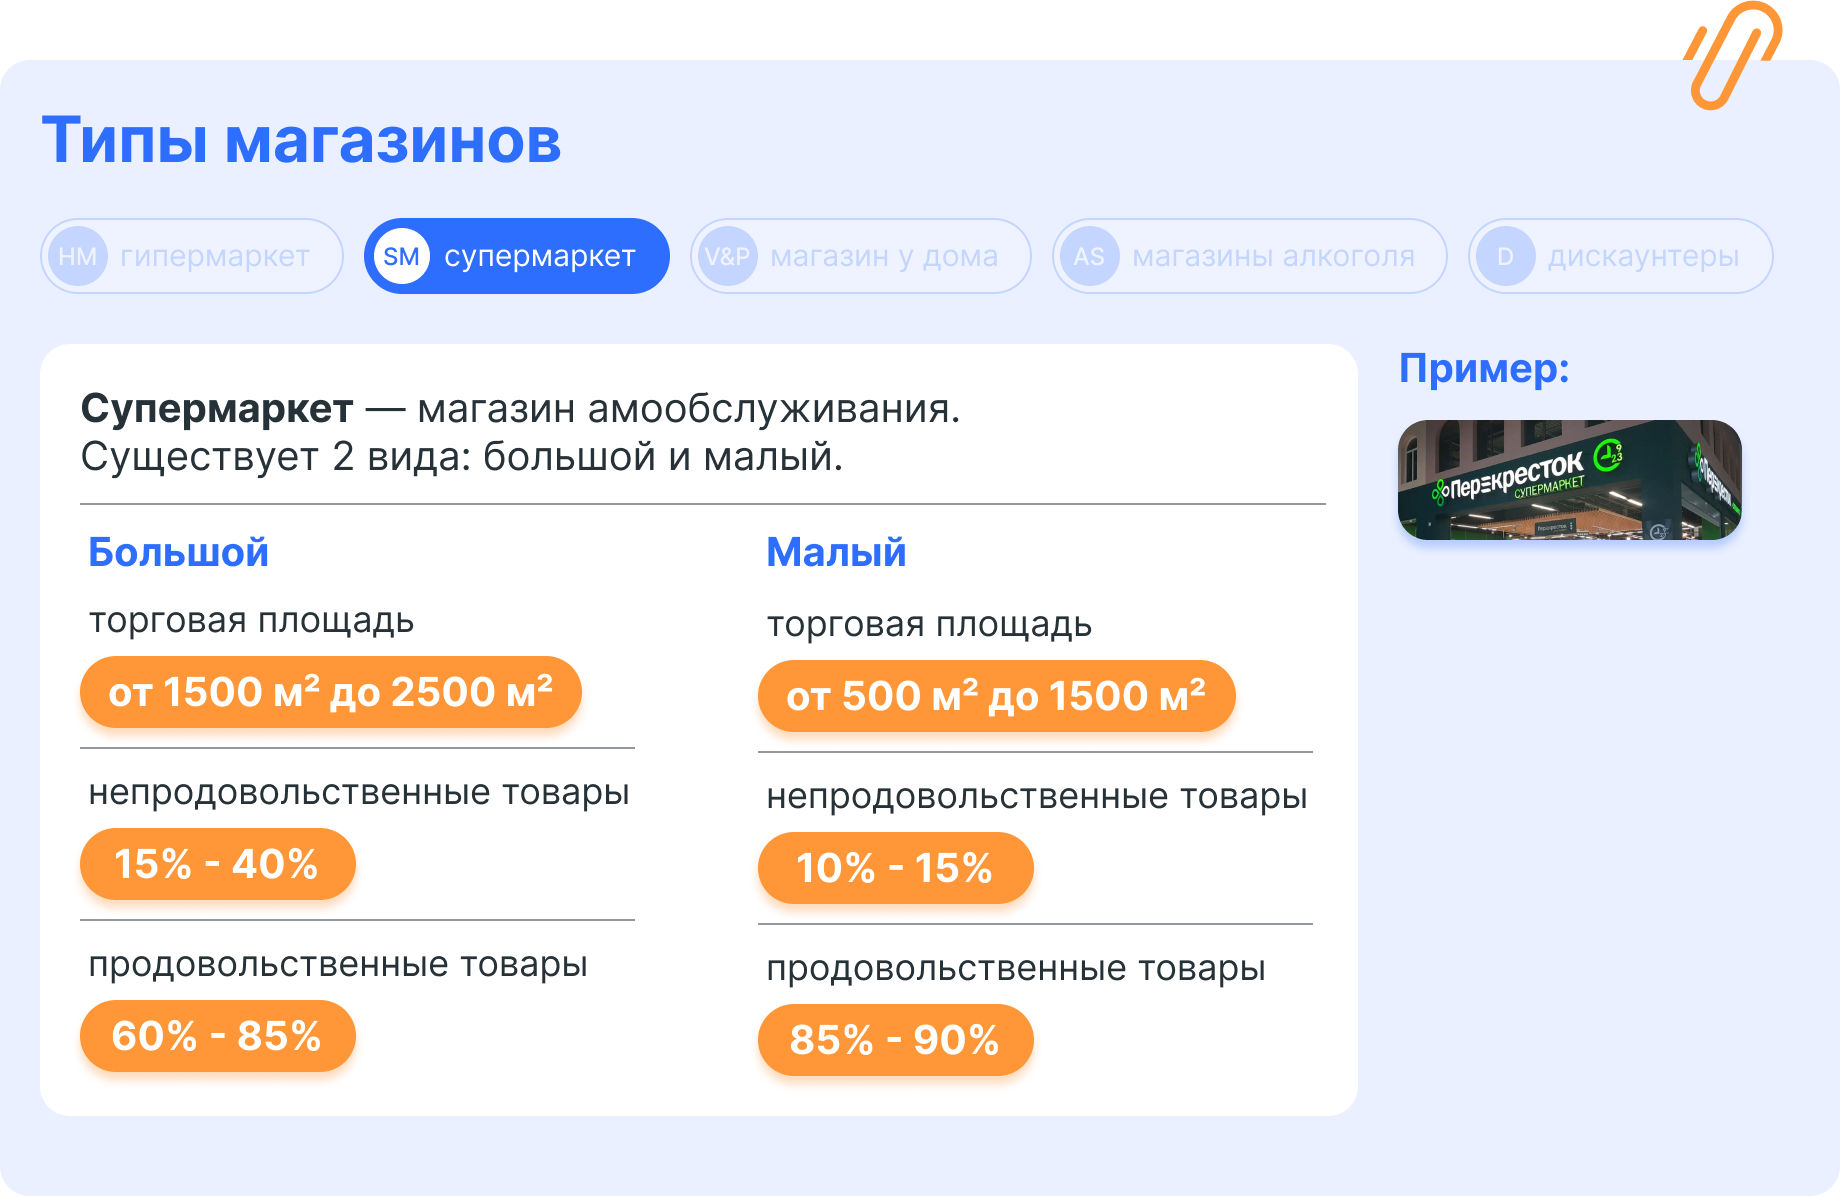 Типы магазинов
HM гипермаркет
SM супермаркет
V&P магазин у дома
AS магазины алкоголя
D дискаунтеры
Супермаркет — магазин амообслуживания.
Существует 2 вида: большой и малый.
Пример:
Перекресток
СУПЕРМАРКЕТ
9
23
Перекресток
Большой
торговая площадь
от 1500 м² до 2500 м²
непродовольственные товары
15% - 40%
продовольственные товары
60% - 85%
Малый
торговая площадь
от 500 м² до 1500 м²
непродовольственные товары
10% - 15%
продовольственные товары
85% - 90%